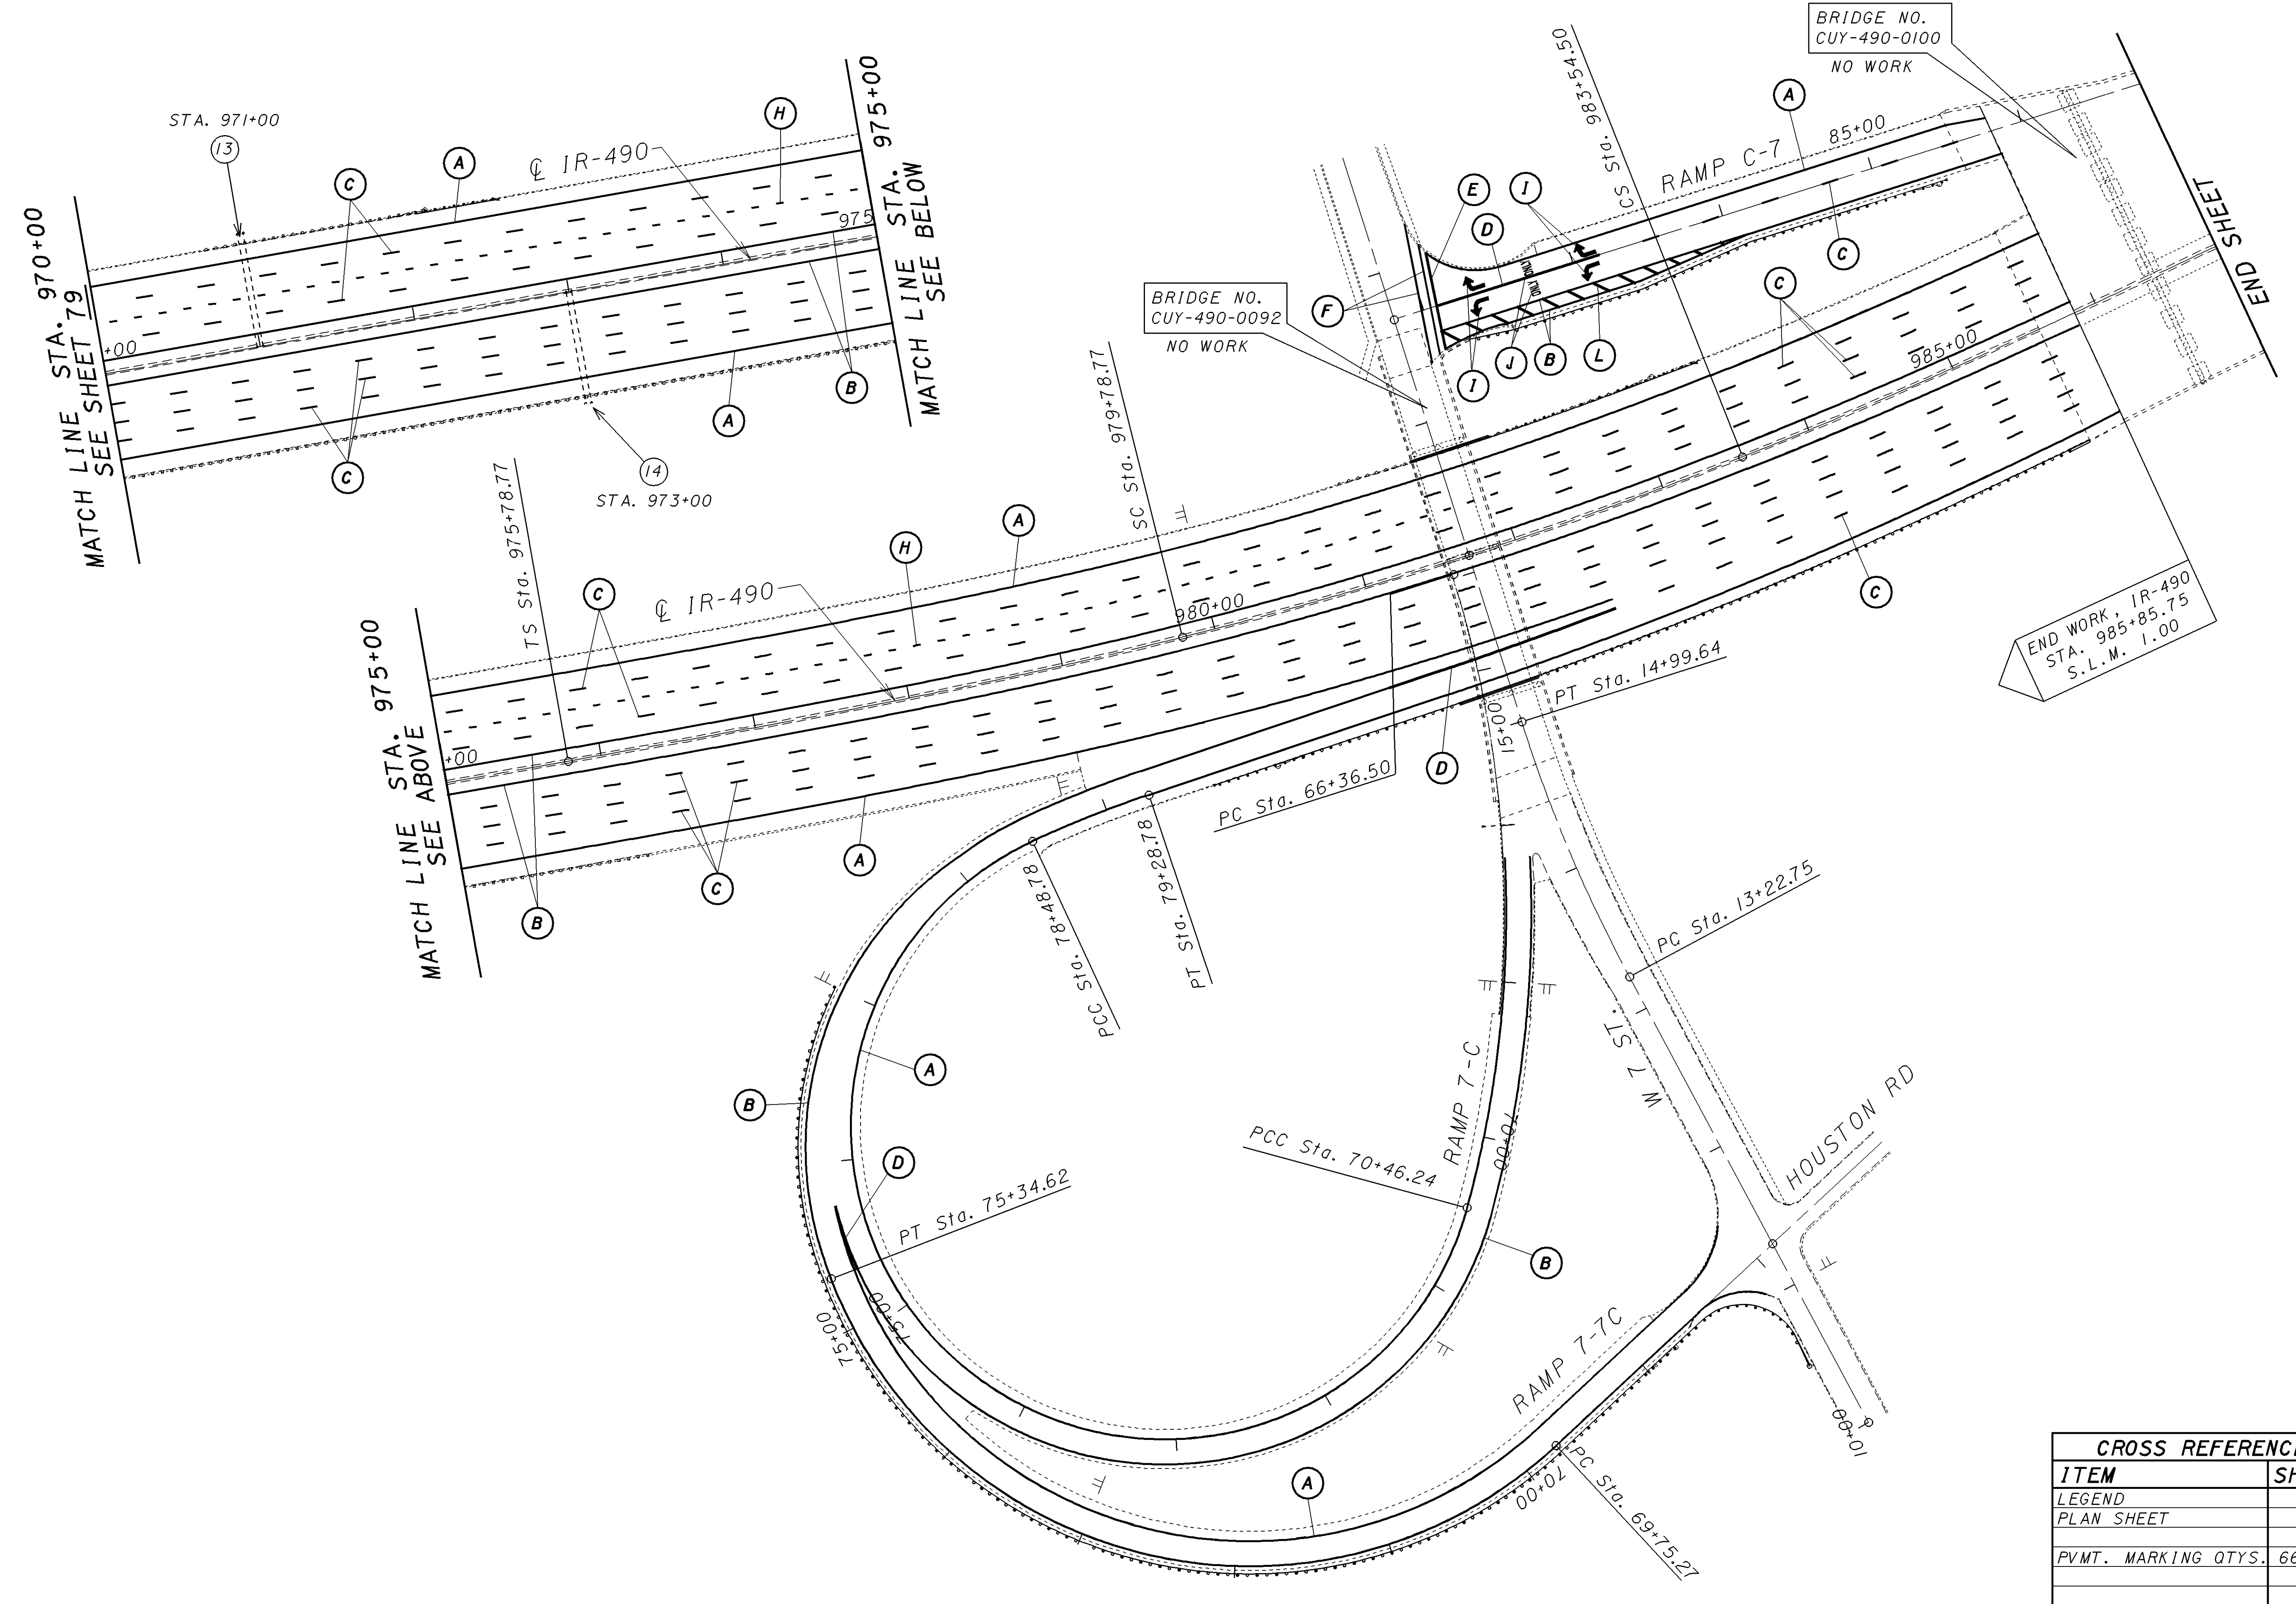 STA. 971+00
13
C
A
℄ IR-490
H
MATCH LINE STA. 970+00
SEE SHEET 79
+00
975
MATCH LINE STA. 975+00
SEE BELOW
C
A
B
14
STA. 973+00
BRIDGE NO.
CUY-490-0100
NO WORK
CS Sta. 983+54.50
A
85+00
RAMP C-7
E
I
D
F
ONLY
ONLY
I
J
B
L
C
C
END SHEET
BRIDGE NO.
CUY-490-0092
NO WORK
985+00
SC Sta. 979+78.77
TS Sta. 975+78.77
A
H
C
℄ IR-490
980+00
C
END WORK, IR-490
STA. 985+85.75
S.L.M. 1.00
MATCH LINE STA. 975+00
SEE ABOVE
+00
B
C
A
D
PT Sta. 14+99.64
15+00
PC Sta. 66+36.50
PCC Sta. 78+48.78
PT Sta. 79+28.78
PC Sta. 13+22.75
W 7 ST.
RAMP 7-C
70+00
HOUSTON RD
A
B
D
PT Sta. 75+34.62
PCC Sta. 70+46.24
B
75+00
75+00
RAMP 7-7C
A
70+00
PC Sta. 69+75.27
10+00
CROSS REFERENC
ITEM
LEGEND
PLAN SHEET
PVMT. MARKING QTYS.